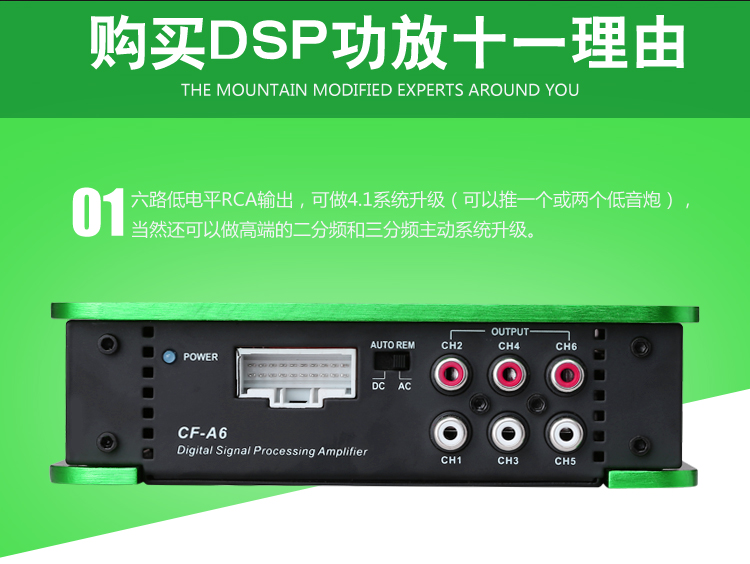 购买DSP功放十一理由
THE MOUNTAIN MODIFIED EXPERTS AROUND YOU
01
六路低电平RCA输出，可做4.1系统升级（可以推一个或两个低音炮），
当然还可以做高端的二分频和三分频主动系统升级。
POWER
AUTO REM
DC AC
OUTPUT
CH2 CH4 CH6
CH1 CH3 CH5
CF-A6
Digital Signal Processing Amplifier